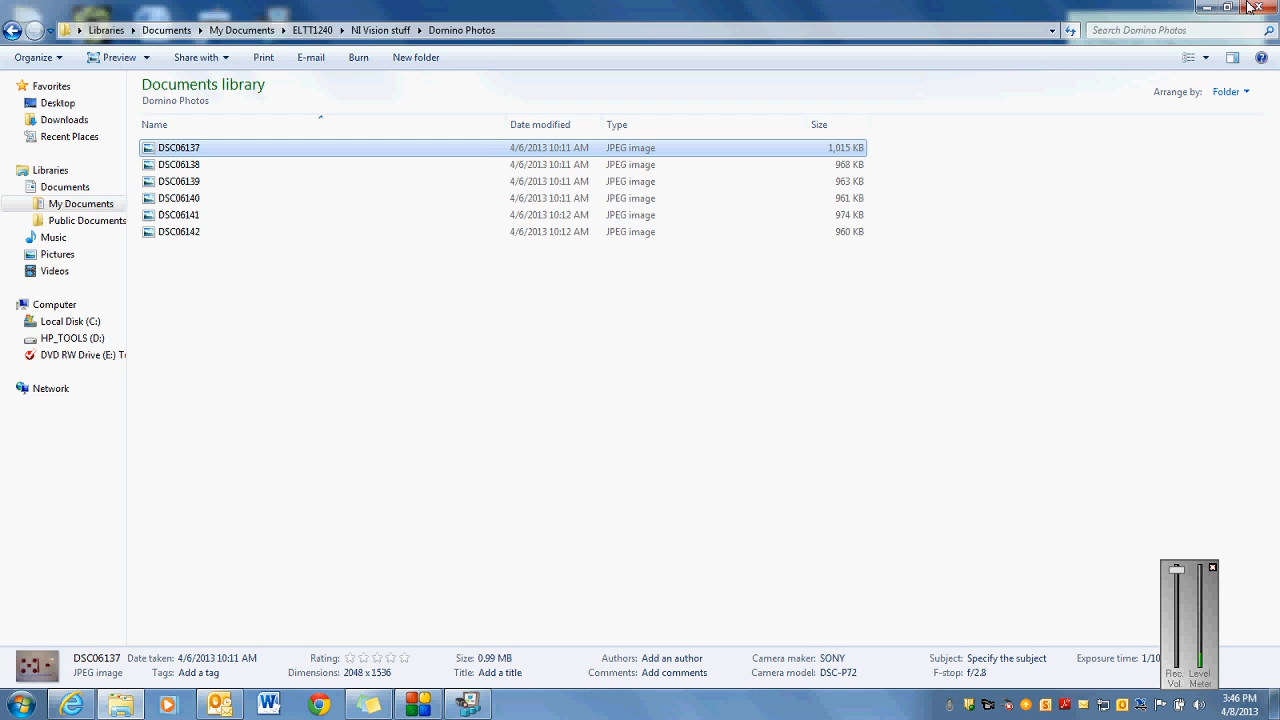 Libraries Documents My Documents ELTT1240 NI Vision stuff Domino Photos Search Domino Photos
Organize Preview Share with Print E-mail Burn New folder
Favorites
Desktop
Downloads
Recent Places
Libraries
Documents
My Documents
Public Documents
Music
Pictures
Videos
Computer
Local Disk (C:)
HP_TOOLS (D:)
DVD RW Drive (E:) T
Network
Documents library
Domino Photos
Arrange by: Folder
Name Date modified Type Size
DSC06137 4/6/2013 10:11 AM JPEG image 1,015 KB
DSC06138 4/6/2013 10:11 AM JPEG image 968 KB
DSC06139 4/6/2013 10:11 AM JPEG image 963 KB
DSC06140 4/6/2013 10:11 AM JPEG image 961 KB
DSC06141 4/6/2013 10:12 AM JPEG image 974 KB
DSC06142 4/6/2013 10:12 AM JPEG image 960 KB
Rec. Level
Vol. Meter
DSC06137 Date taken: 4/6/2013 10:11 AM Rating: Size: 0.99 MB Authors: Add an author Camera maker: SONY Subject: Specify the subject Exposure time: 1/10
JPEG image Tags: Add a tag Dimensions: 2048 x 1536 Title: Add a title Comments: Add comments Camera model: DSC-P72 F-stop: f/2.8
3:46 PM
4/8/2013